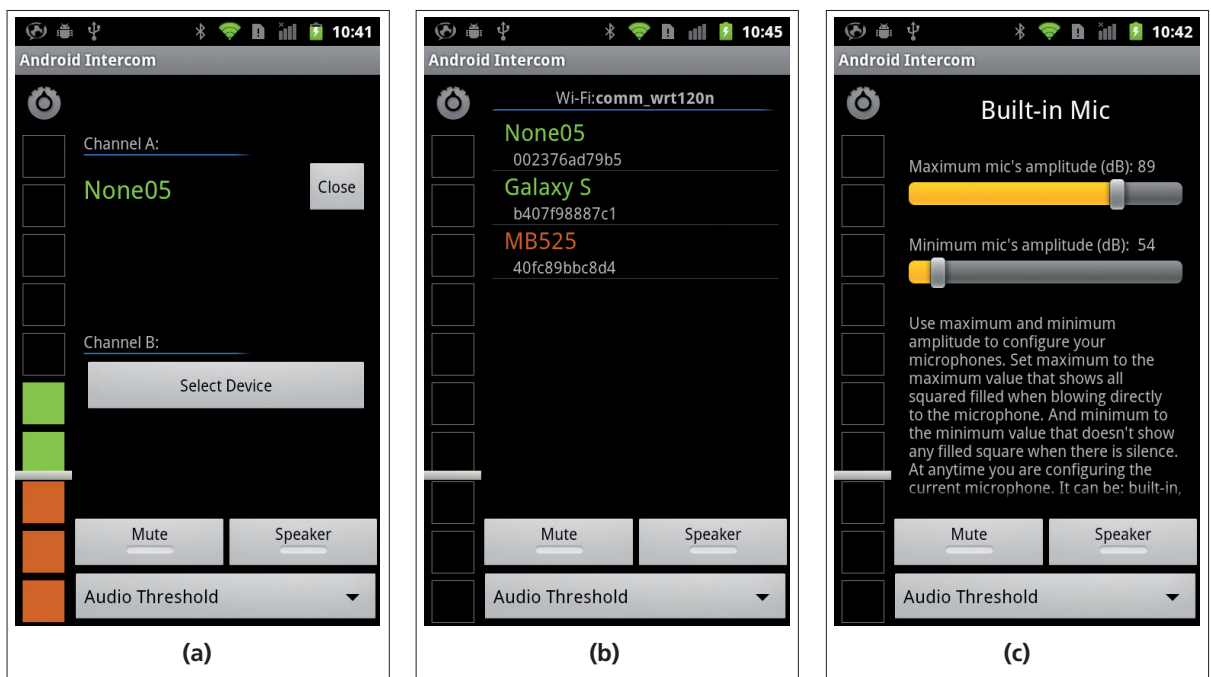 10:41
Android Intercom
Channel A:
None05
Close
Channel B:
Select Device
Mute
Speaker
Audio Threshold
(a)
10:45
Android Intercom
Wi-Fi:comm_wrt120n
None05
002376ad79b5
Galaxy S
b407f98887c1
MB525
40fc89bbc8d4
Mute
Speaker
Audio Threshold
(b)
10:42
Android Intercom
Built-in Mic
Maximum mic's amplitude (dB): 89
Minimum mic's amplitude (dB): 54
Use maximum and minimum
amplitude to configure your
microphones. Set maximum to the
maximum value that shows all
squared filled when blowing directly
to the microphone. And minimum to
the minimum value that doesn't show
any filled square when there is silence.
At anytime you are configuring the
current microphone. It can be: built-in,
Mute
Speaker
Audio Threshold
(c)